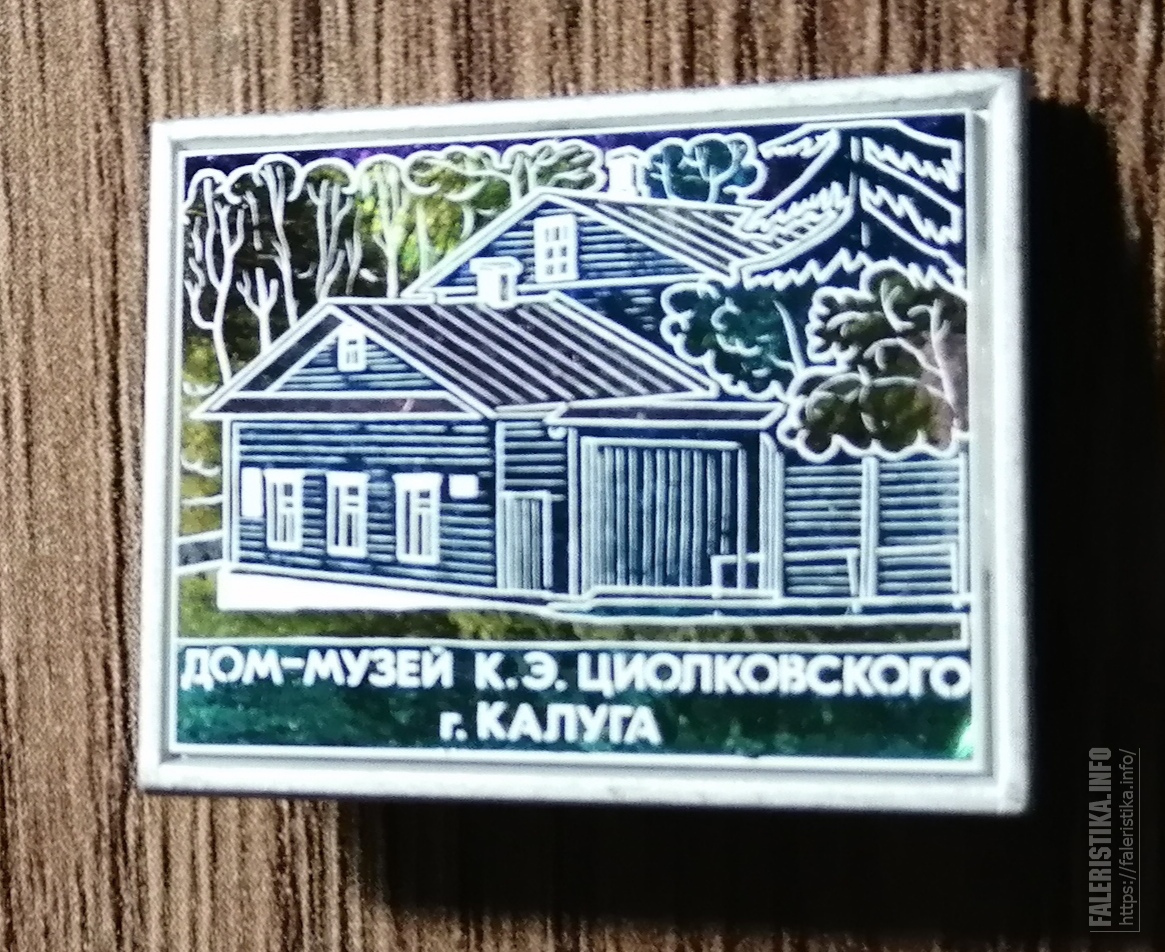 ДОМ-МУЗЕЙ К.Э. ЦИОЛКОВСКОГО
г. КАЛУГА
FALERISTIKA.INFO
https://faleristika.info/